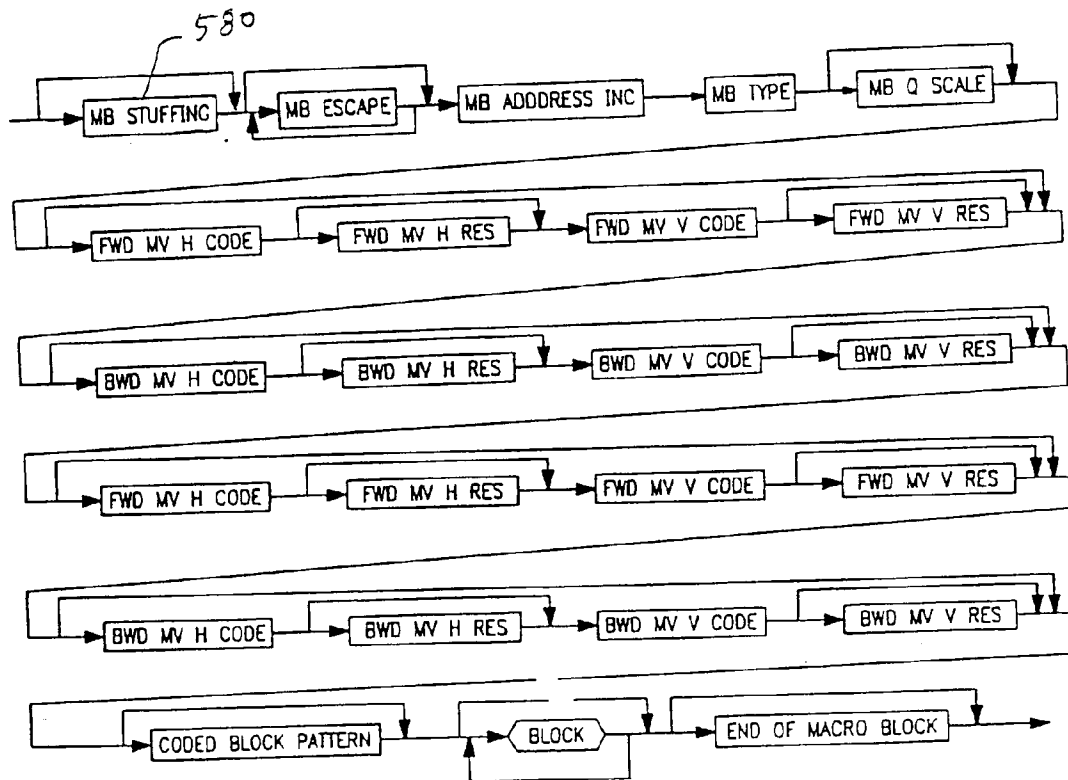 580
MB STUFFING MB ESCAPE MB ADDDRESS INC MB TYPE MB Q SCALE
FWD MV H CODE FWD MV H RES FWD MV V CODE FWD MV V RES
BWD MV H CODE BWD MV H RES BWD MV V CODE BWD MV V RES
FWD MV H CODE FWD MV H RES FWD MV V CODE FWD MV V RES
BWD MV H CODE BWD MV H RES BWD MV V CODE BWD MV V RES
CODED BLOCK PATTERN BLOCK END OF MACRO BLOCK